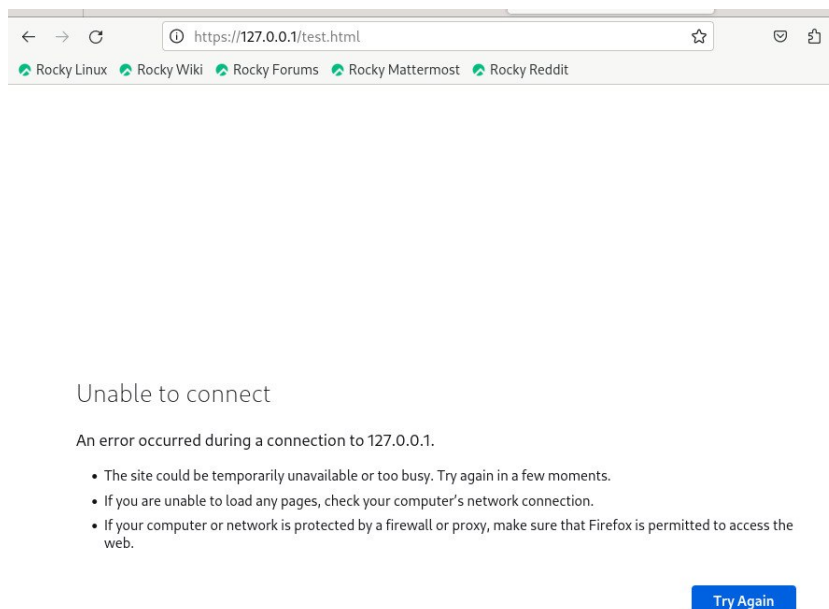 https://127.0.0.1/test.html
Rocky Linux Rocky Wiki Rocky Forums Rocky Mattermost Rocky Reddit
Unable to connect
An error occurred during a connection to 127.0.0.1.
• The site could be temporarily unavailable or too busy. Try again in a few moments.
• If you are unable to load any pages, check your computer's network connection.
• If your computer or network is protected by a firewall or proxy, make sure that Firefox is permitted to access the
web.
Try Again